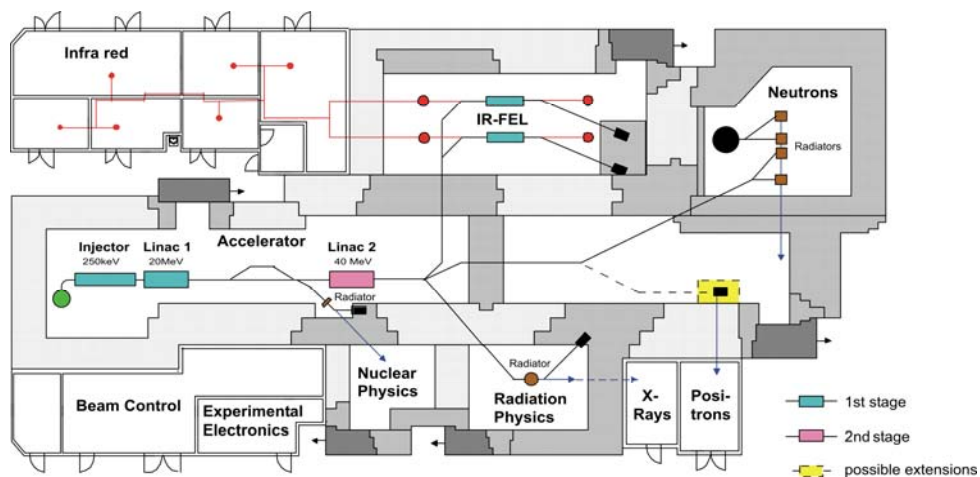 Infra red
IR-FEL
Neutrons
Radiators
Accelerator
Injector
250keV
Linac 1
20MeV
Linac 2
40 MeV
Radiator
Nuclear
Physics
Radiator
Radiation
Physics
X-
Rays
Posi-
trons
Beam Control
Experimental
Electronics
1st stage
2nd stage
possible extensions